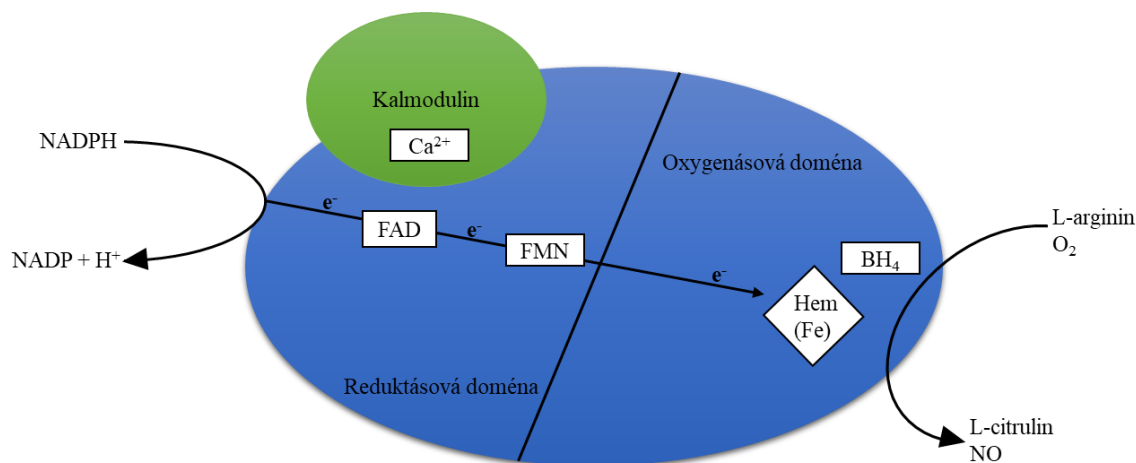 Kalmodulin
Ca²⁺
NADPH
NADP + H⁺
e⁻
FAD
e⁻
FMN
e⁻
Reduktásová doména
Oxygenásová doména
BH₄
Hem
(Fe)
L-arginin
O₂
L-citrulin
NO